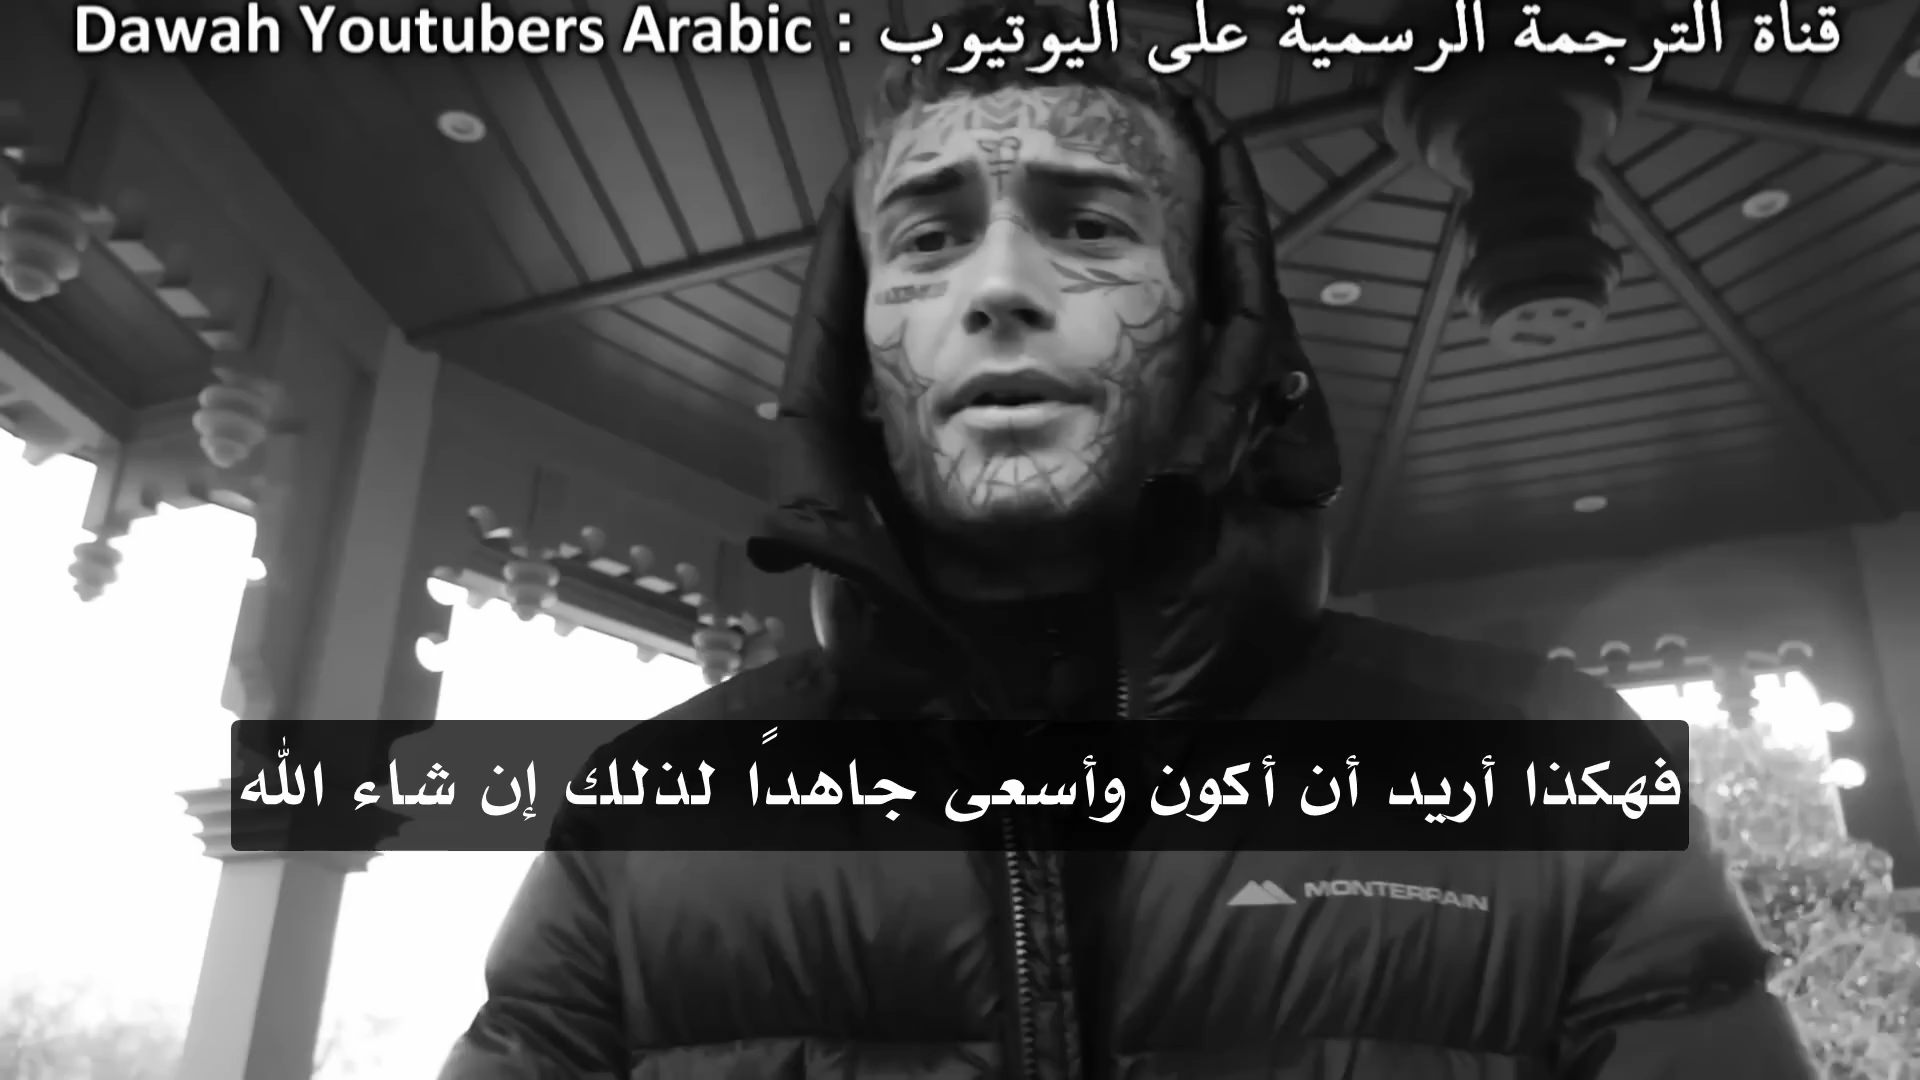 Dawah Youtubers Arabic : قناة الترجمة الرسمية على اليوتيوب
فهكذا أريد أن أكون وأسعى جاهداً لذلك إن شاء الله
MONTERRAIN